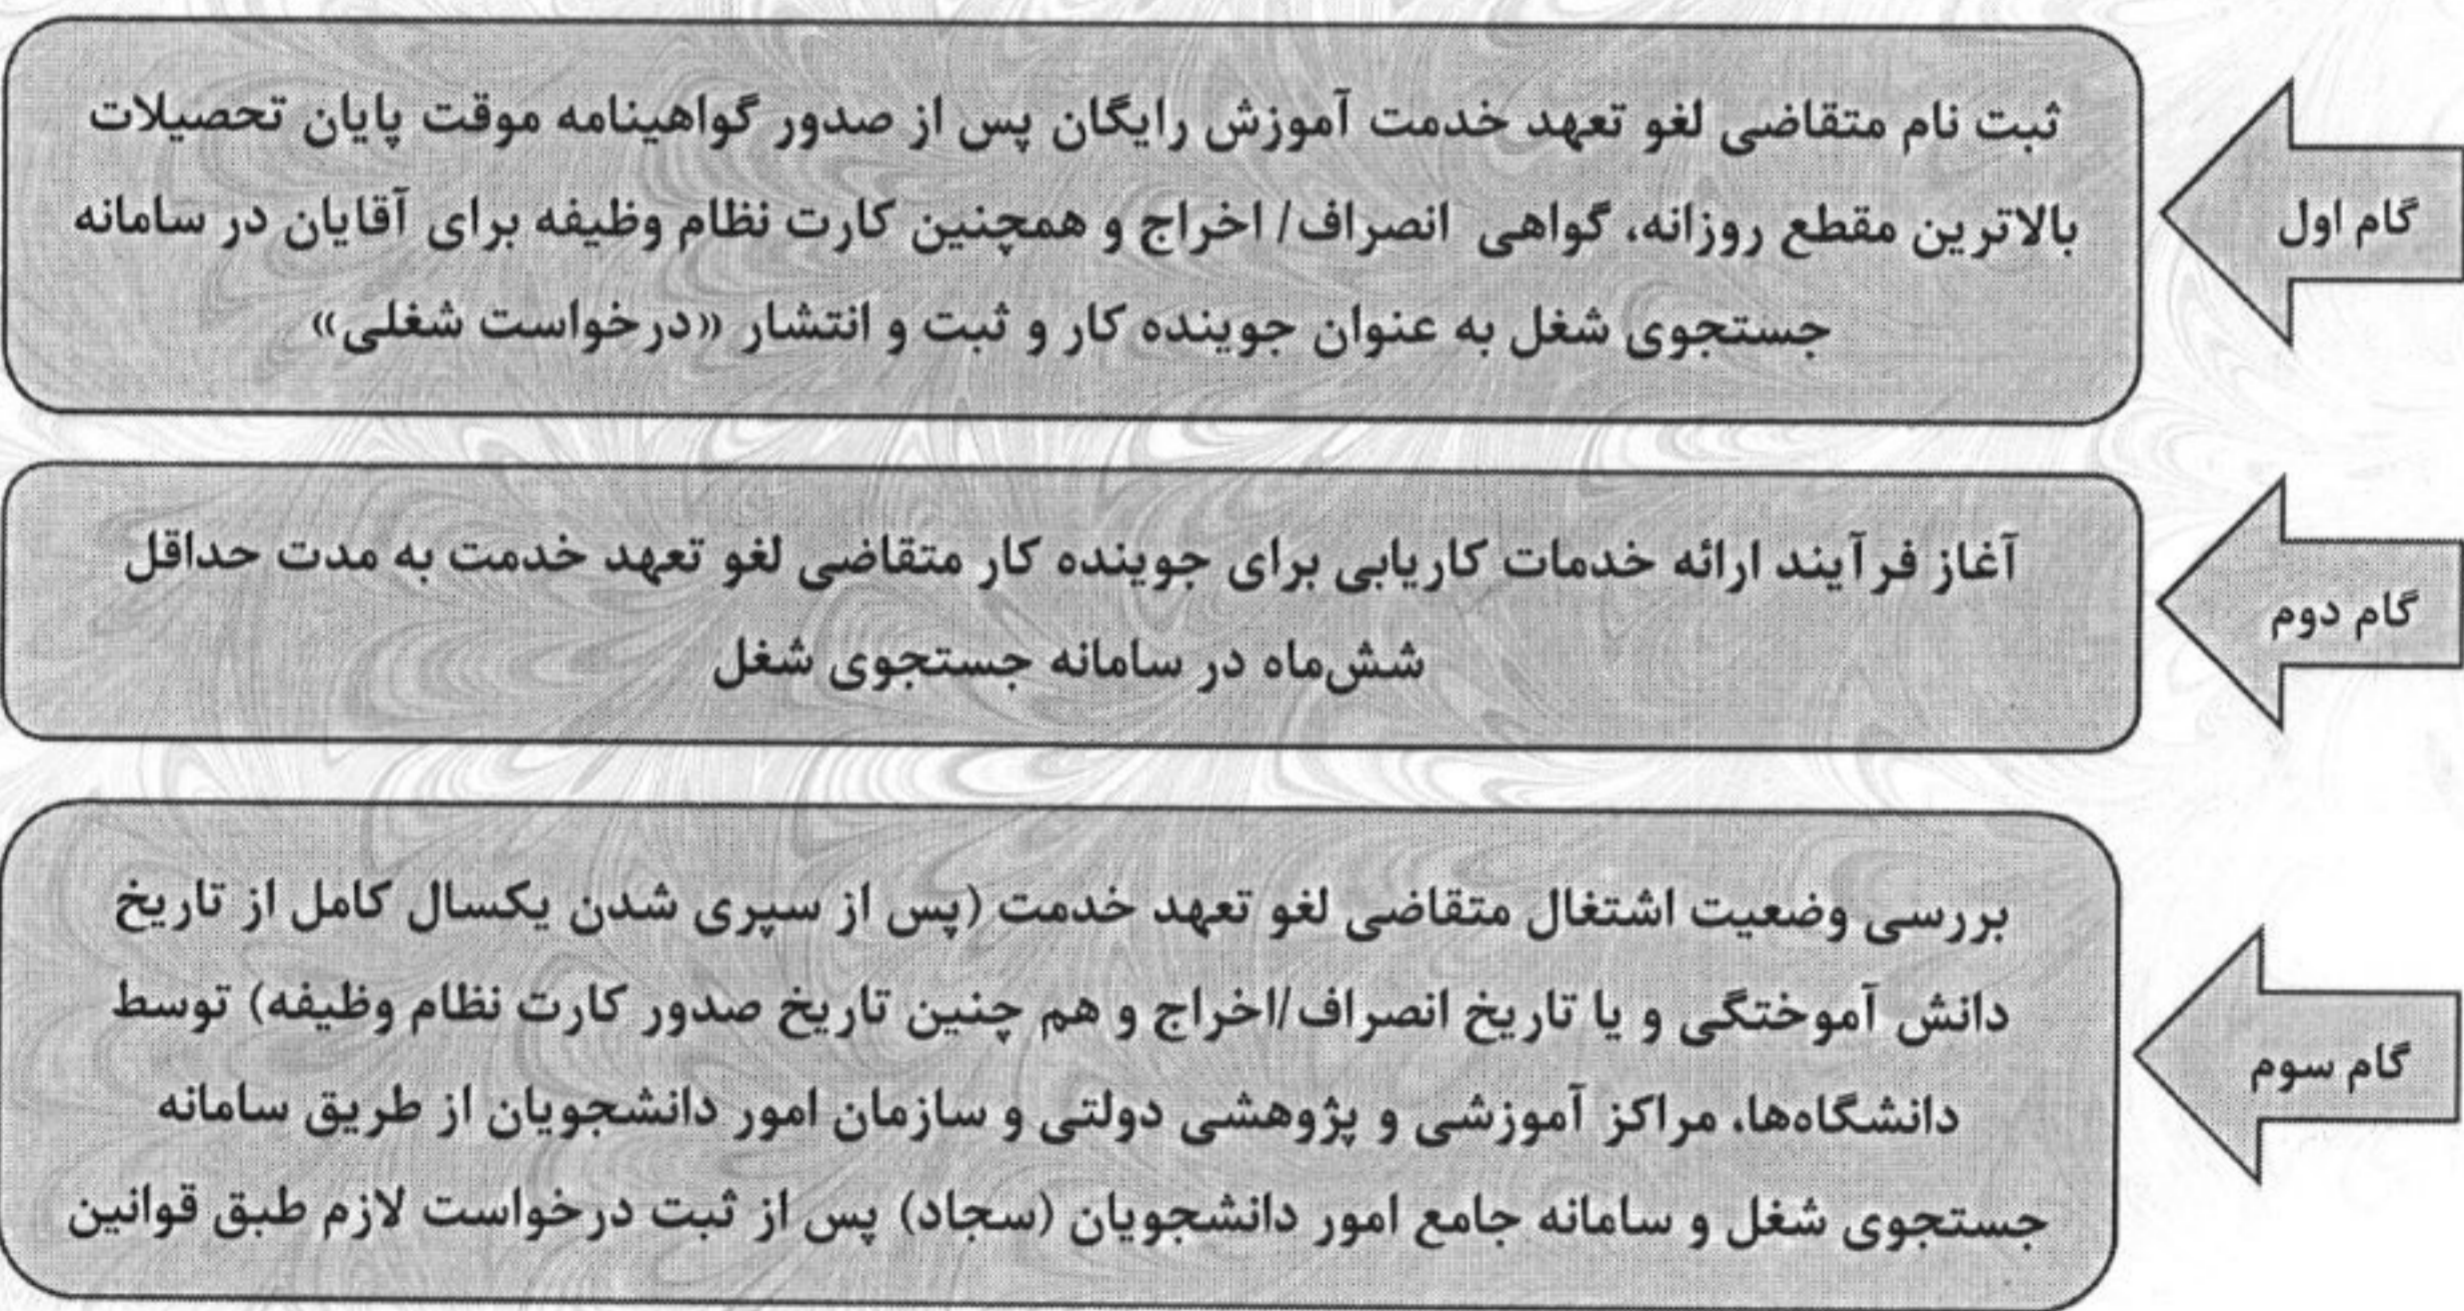 گام اول
ثبت نام متقاضی لغو تعهد خدمت آموزش رایگان پس از صدور گواهینامه موقت پایان تحصیلات
بالاترین مقطع روزانه، گواهی انصراف/ اخراج و همچنین کارت نظام وظیفه برای آقایان در سامانه
جستجوی شغل به عنوان جوینده کار و ثبت و انتشار «درخواست شغلی»
گام دوم
آغاز فرآیند ارائه خدمات کاریابی برای جوینده کار متقاضی لغو تعهد خدمت به مدت حداقل
شش‌ماه در سامانه جستجوی شغل
گام سوم
بررسی وضعیت اشتغال متقاضی لغو تعهد خدمت (پس از سپری شدن یکسال کامل از تاریخ
دانش آموختگی و یا تاریخ انصراف/اخراج و هم چنین تاریخ صدور کارت نظام وظیفه) توسط
دانشگاه‌ها، مراکز آموزشی و پژوهشی دولتی و سازمان امور دانشجویان از طریق سامانه
جستجوی شغل و سامانه جامع امور دانشجویان (سجاد) پس از ثبت درخواست لازم طبق قوانین